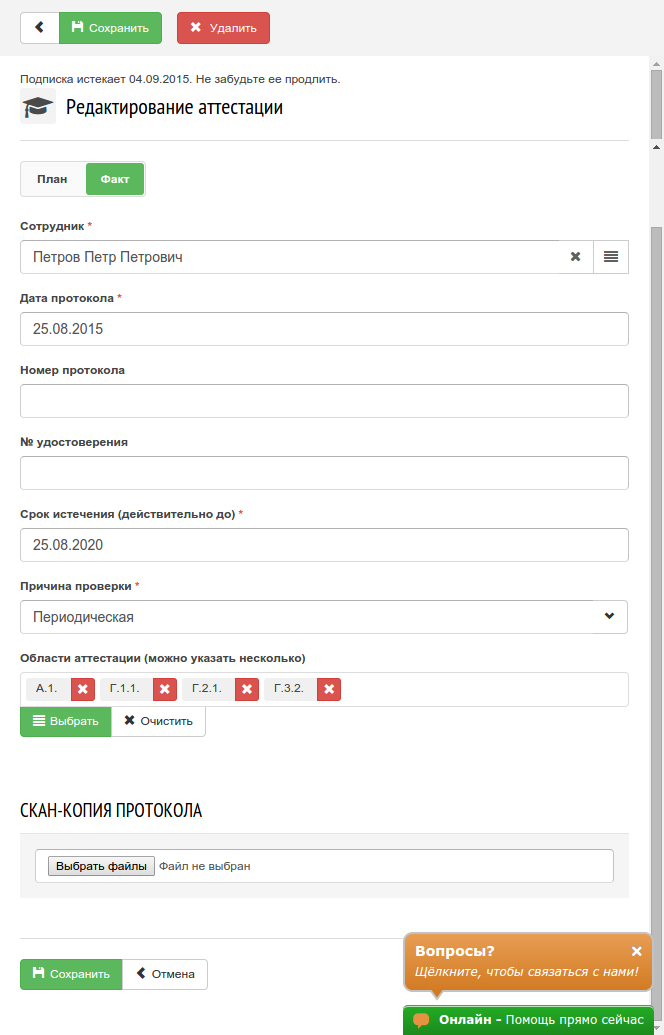 Сохранить Удалить
Подписка истекает 04.09.2015. Не забудьте ее продлить.
Редактирование аттестации
План Факт
Сотрудник *
Петров Петр Петрович
Дата протокола *
25.08.2015
Номер протокола
№ удостоверения
Срок истечения (действительно до) *
25.08.2020
Причина проверки *
Периодическая
Области аттестации (можно указать несколько)
А.1. Г.1.1. Г.2.1. Г.3.2.
Выбрать Очистить
СКАН-КОПИЯ ПРОТОКОЛА
Выбрать файлы Файл не выбран
Сохранить Отмена
Вопросы?
Щёлкните, чтобы связаться с нами!
Онлайн - Помощь прямо сейчас